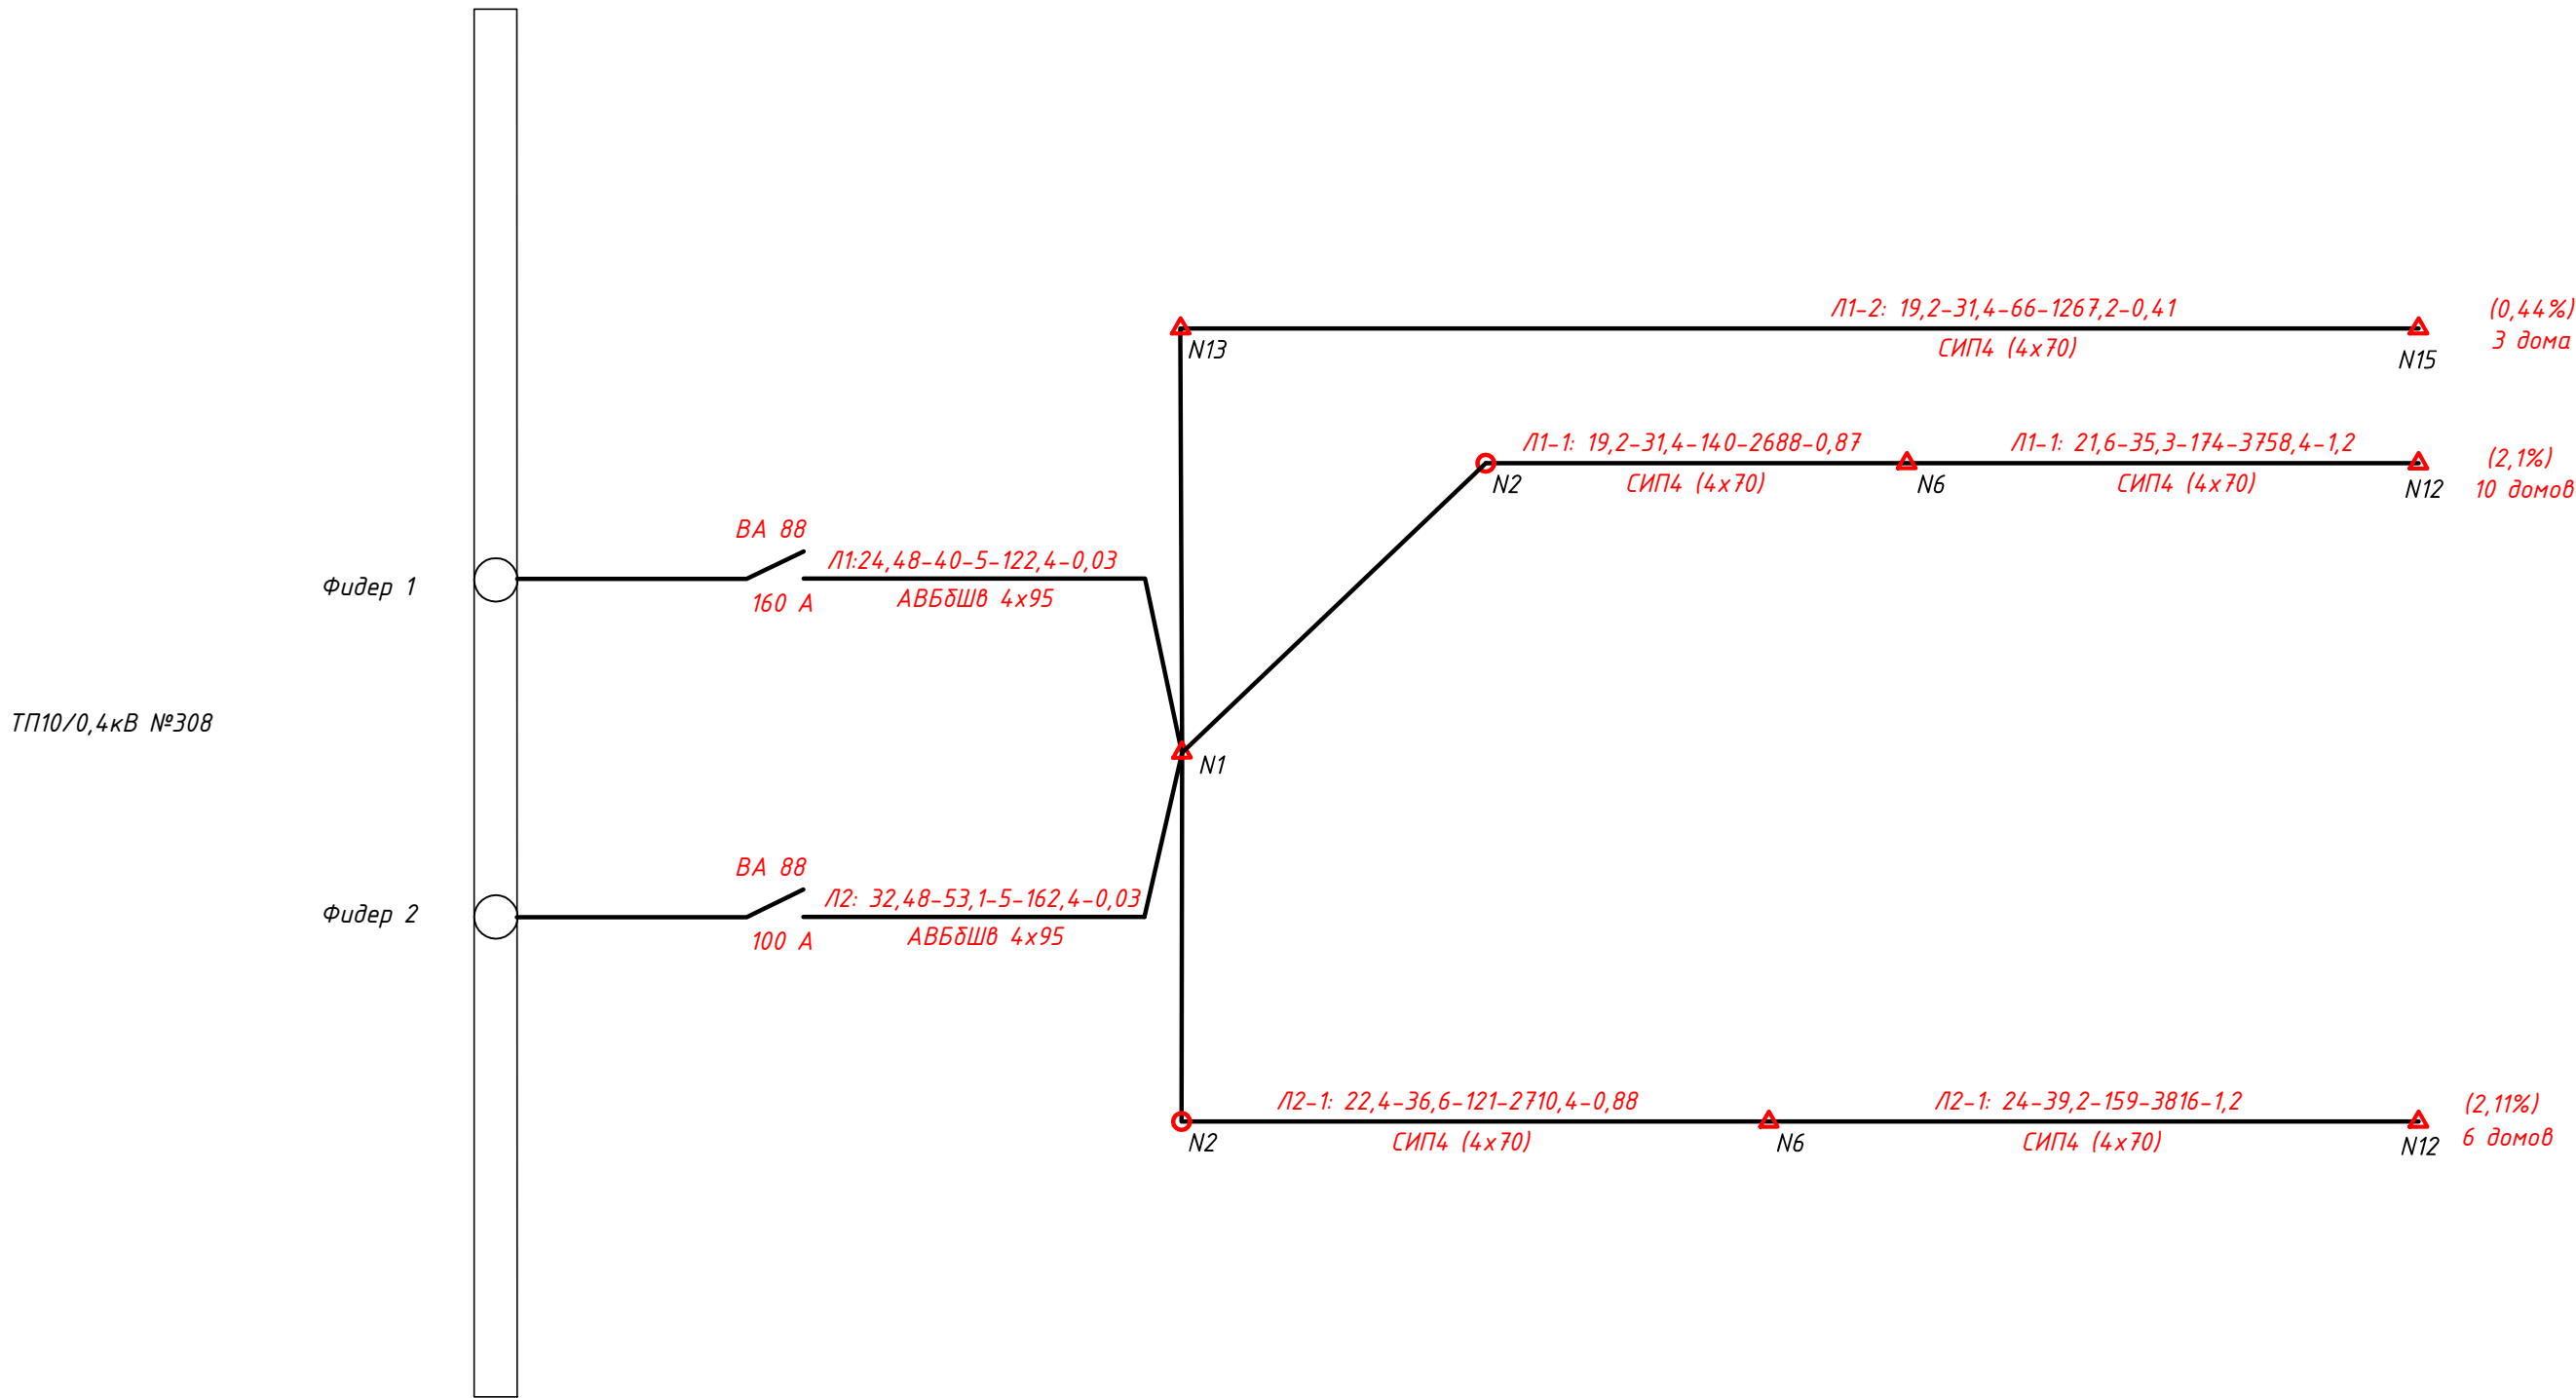 Л1-2: 19,2-31,4-66-1267,2-0,41
(0,44%)
3 дома
N13
СИП4 (4х70)
N15
Л1-1: 19,2-31,4-140-2688-0,87
Л1-1: 21,6-35,3-174-3758,4-1,2
(2,1%)
10 домов
N2
СИП4 (4х70)
N6
СИП4 (4х70)
N12
ВА 88
Л1:24,48-40-5-122,4-0,03
Фидер 1
160 А
АВБбШв 4х95
ТП10/0,4кВ №308
N1
ВА 88
Л2: 32,48-53,1-5-162,4-0,03
Фидер 2
100 А
АВБбШв 4х95
Л2-1: 22,4-36,6-121-2710,4-0,88
Л2-1: 24-39,2-159-3816-1,2
(2,11%)
6 домов
N2
СИП4 (4х70)
N6
СИП4 (4х70)
N12